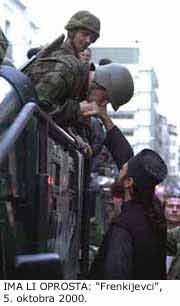 IMA LI OPROSTA: "Frenkijevci",
5. oktobra 2000.